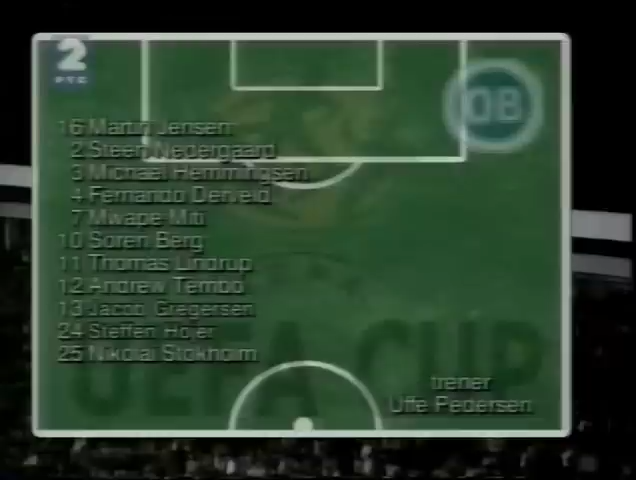 2
РТС
OB
16 Martin Jensen
2 Steen Nedergaard
3 Michael Hemmingsen
4 Fernando Derveld
7 Mwape Miti
10 Soren Berg
11 Thomas Lindrup
12 Andrew Tembo
13 Jacob Gregersen
24 Steffen Hojer
25 Nikolai Stokholm
UEFA CUP
trener
Uffe Pedersen